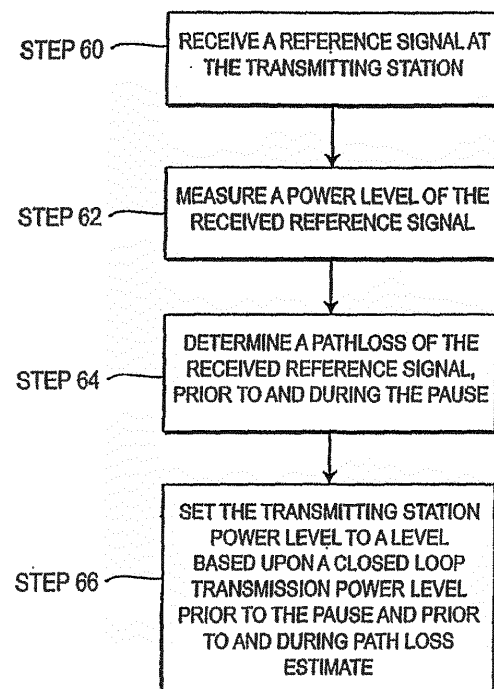 STEP 60
RECEIVE A REFERENCE SIGNAL AT
THE TRANSMITTING STATION
STEP 62
MEASURE A POWER LEVEL OF THE
RECEIVED REFERENCE SIGNAL
STEP 64
DETERMINE A PATHLOSS OF THE
RECEIVED REFERENCE SIGNAL,
PRIOR TO AND DURING THE PAUSE
STEP 66
SET THE TRANSMITTING STATION
POWER LEVEL TO A LEVEL
BASED UPON A CLOSED LOOP
TRANSMISSION POWER LEVEL
PRIOR TO THE PAUSE AND PRIOR
TO AND DURING PATH LOSS
ESTIMATE